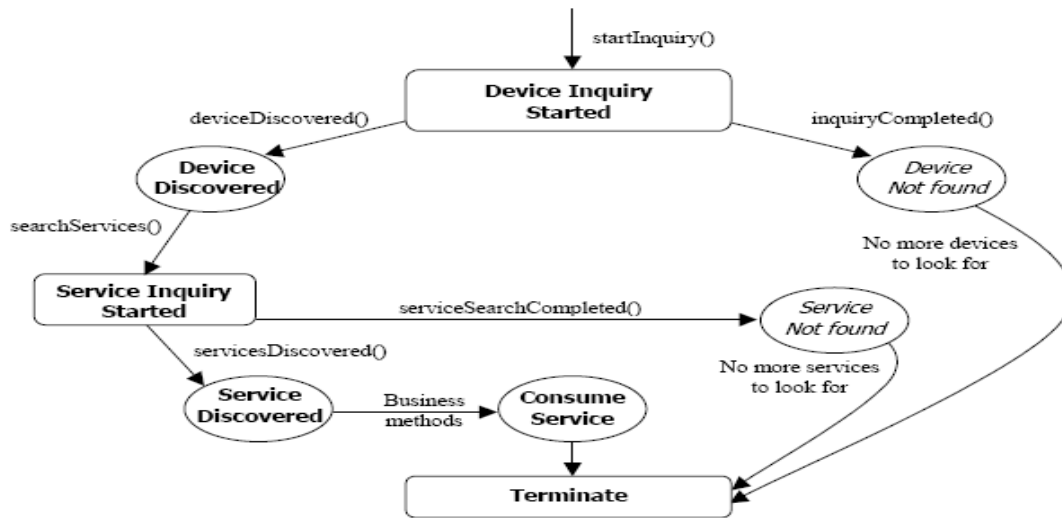 startInquiry()
Device Inquiry
Started
deviceDiscovered()
inquiryCompleted()
Device
Discovered
Device
Not found
searchServices()
No more devices
to look for
Service Inquiry
Started
serviceSearchCompleted()
Service
Not found
servicesDiscovered()
No more services
to look for
Service
Discovered
Business
methods
Consume
Service
Terminate